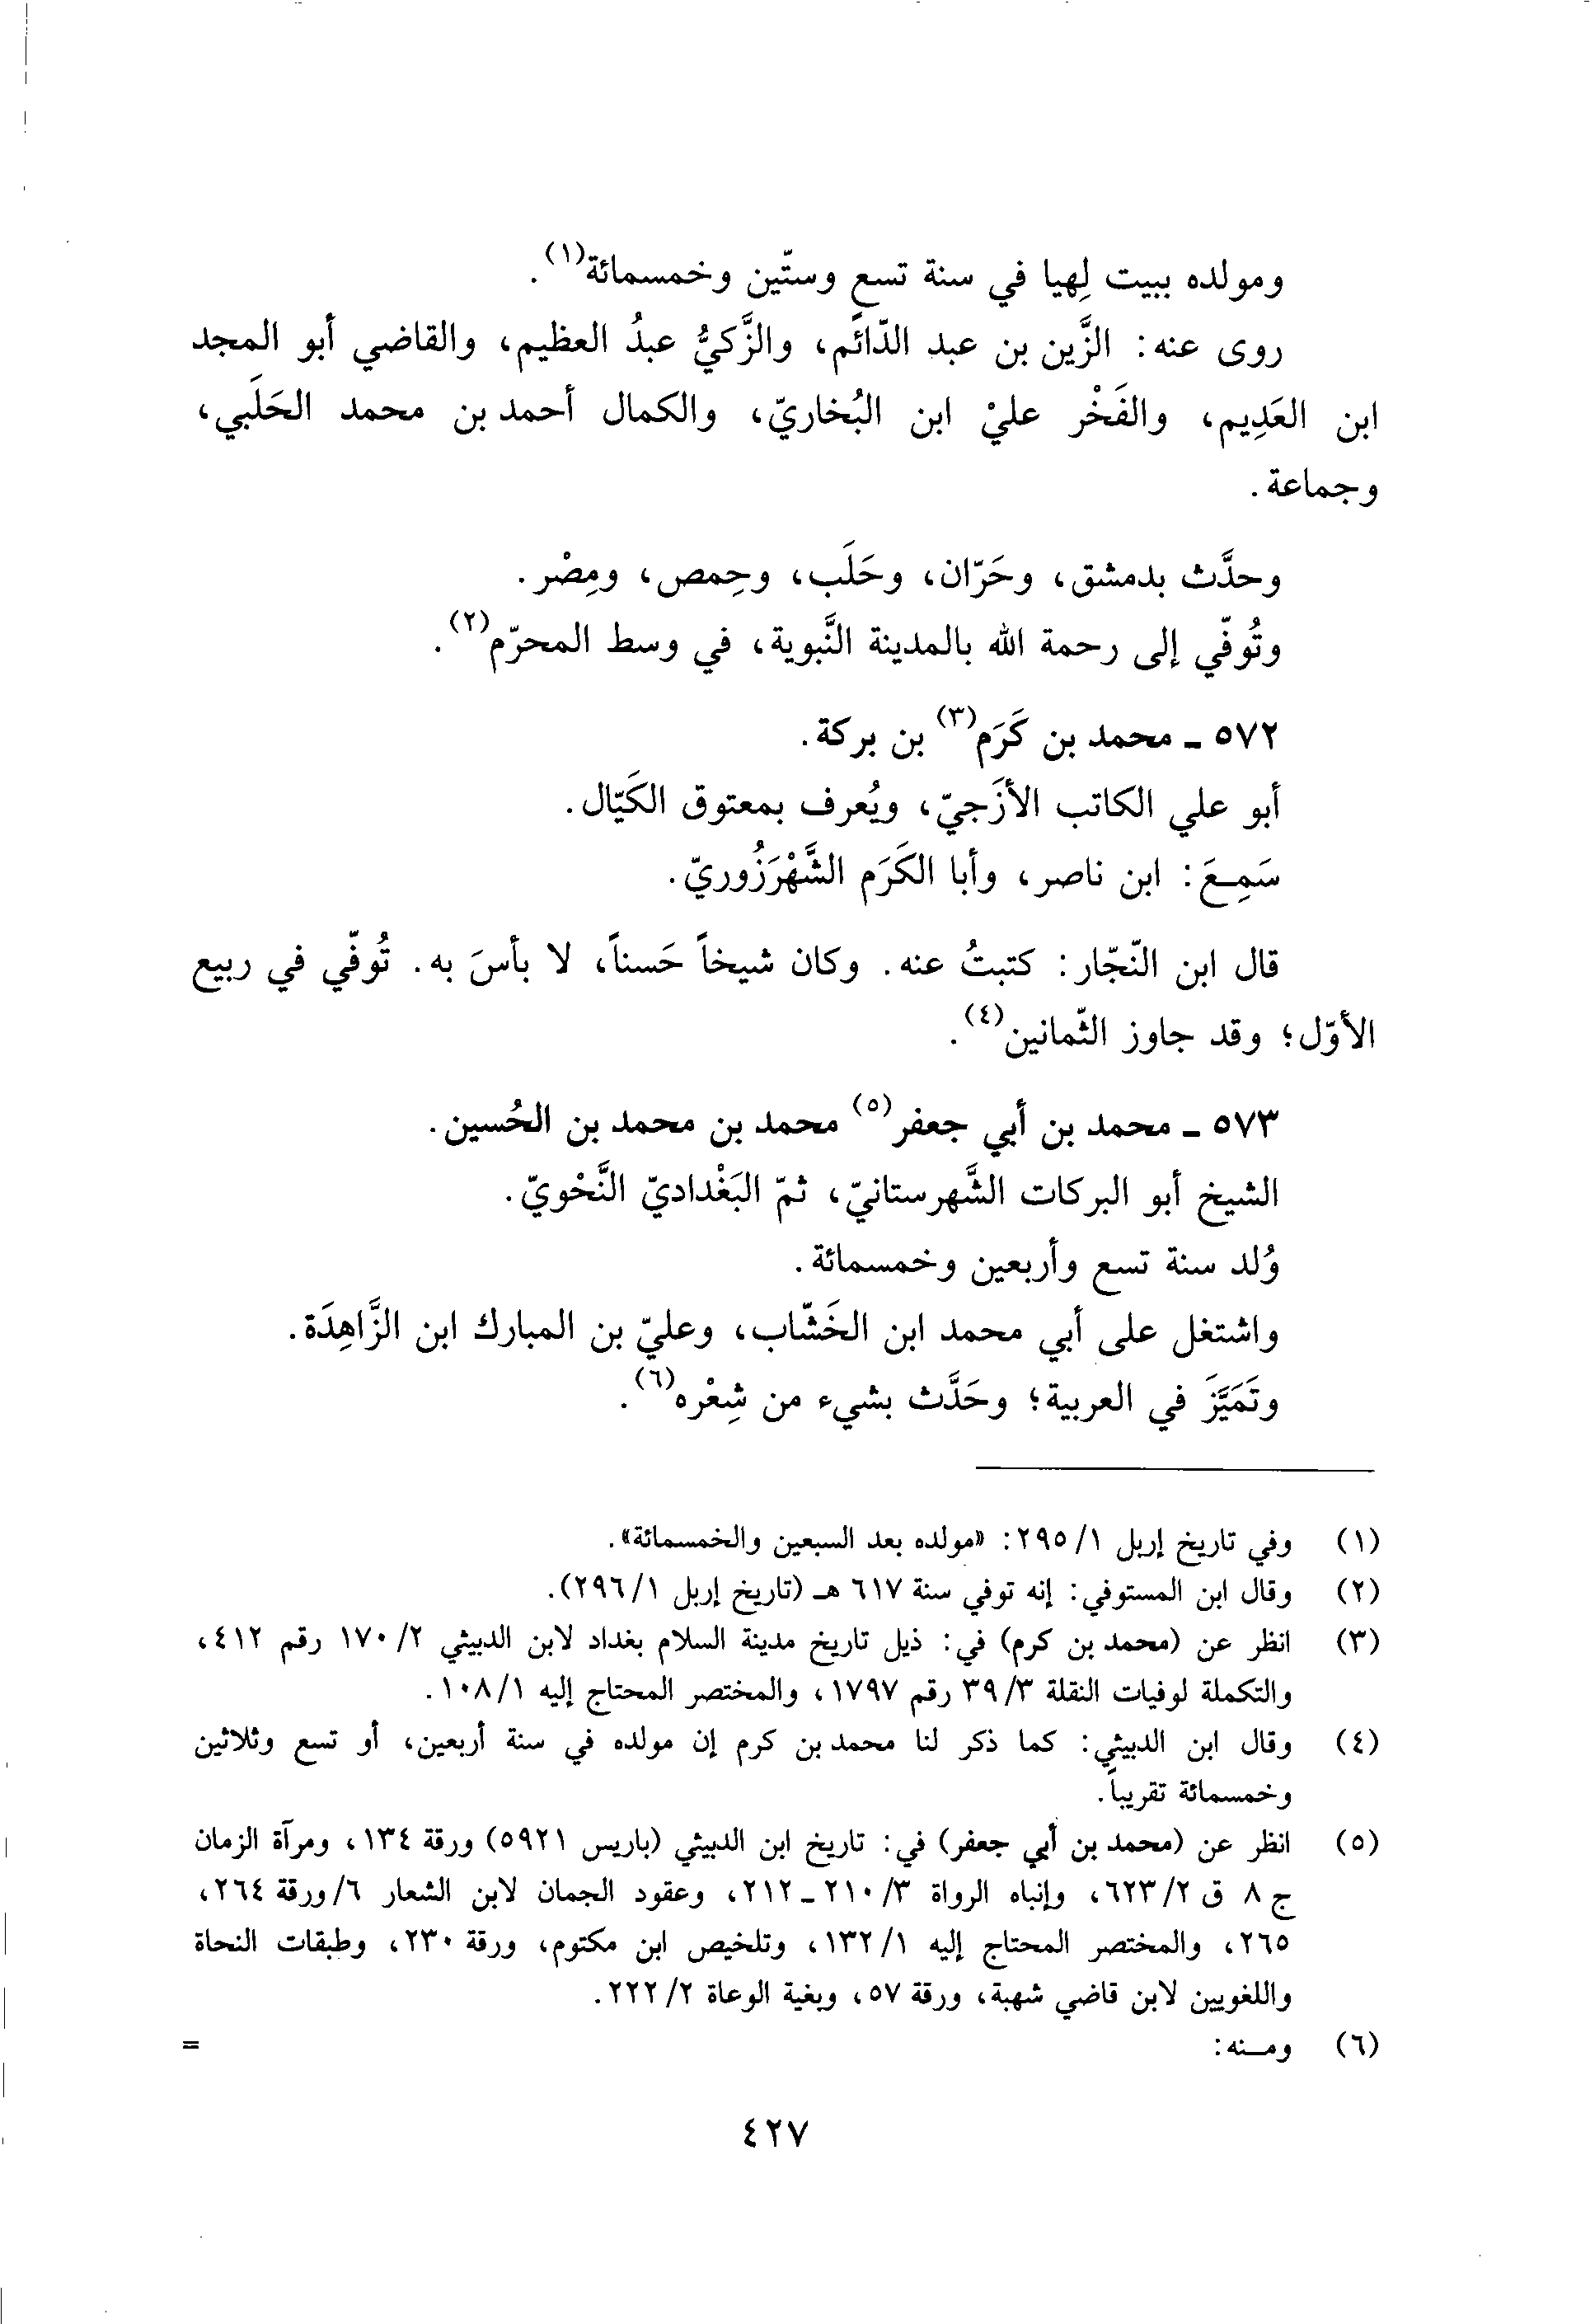 ومولده ببيت لِهيا في سنة تسع وستّين وخمسمائة(١).
روى عنه: الزَّين بن عبد الدّائم، والزَّكيُّ عبدُ العظيم، والقاضي أبو المجد
ابن العَدِيم، والفَخْر عليْ ابن البُخاريّ، والكمال أحمد بن محمد الحَلَبي،
وجماعة.
وحدَّث بدمشق، وحَرّان، وحَلَب، وحِمص، ومِصْر.
وتُوفّي إلى رحمة الله بالمدينة النَّبوية، في وسط المحرّم(٢).
٥٧٢ ـ محمد بن كَرَم(٣) بن بركة.
أبو علي الكاتب الأزَجيّ، ويُعرف بمعتوق الكَيّال.
سَمِعَ: ابن ناصر، وأبا الكَرَم الشَّهْرَزُوريّ.
قال ابن النّجّار: كتبتُ عنه. وكان شيخاً حَسناً، لا بأسَ به. تُوفّي في ربيع
الأوّل؛ وقد جاوز الثّمانين(٤).
٥٧٣ ـ محمد بن أبي جعفر(٥) محمد بن محمد بن الحُسين.
الشيخ أبو البركات الشَّهرستانيّ، ثمّ البَغْداديّ النَّحْويّ.
وُلد سنة تسع وأربعين وخمسمائة.
واشتغل على أبي محمد ابن الخَشّاب، وعليّ بن المبارك ابن الزَّاهِدَة.
وتَمَيَّزَ في العربية؛ وحَدَّث بشيء من شِعْره(٦).
(١) وفي تاريخ إربل ١/ ٢٩٥: «مولده بعد السبعين والخمسمائة».
(٢) وقال ابن المستوفي: إنه توفي سنة ٦١٧ هـ (تاريخ إربل ١/ ٢٩٦).
(٣) انظر عن (محمد بن كرم) في: ذيل تاريخ مدينة السلام بغداد لابن الدبيثي ٢/ ١٧٠ رقم ٤١٢،
والتكملة لوفيات النقلة ٣/ ٣٩ رقم ١٧٩٧، والمختصر المحتاج إليه ١/ ١٠٨.
(٤) وقال ابن الدبيثي: كما ذكر لنا محمد بن كرم إن مولده في سنة أربعين، أو تسع وثلاثين
وخمسمائة تقريباً.
(٥) انظر عن (محمد بن أبي جعفر) في: تاريخ ابن الدبيثي (باريس ٥٩٢١) ورقة ١٣٤، ومرآة الزمان
ج ٨ ق ٢/ ٦٢٣، وإنباه الرواة ٣/ ٢١٠ ـ ٢١٢، وعقود الجمان لابن الشعار ٦/ ورقة ٢٦٤،
٢٦٥، والمختصر المحتاج إليه ١/ ١٣٢، وتلخيص ابن مكتوم، ورقة ٢٣٠، وطبقات النحاة
واللغويين لابن قاضي شهبة، ورقة ٥٧، وبغية الوعاة ٢/ ٢٢٢.
(٦) ومـنه: =
٤٢٧